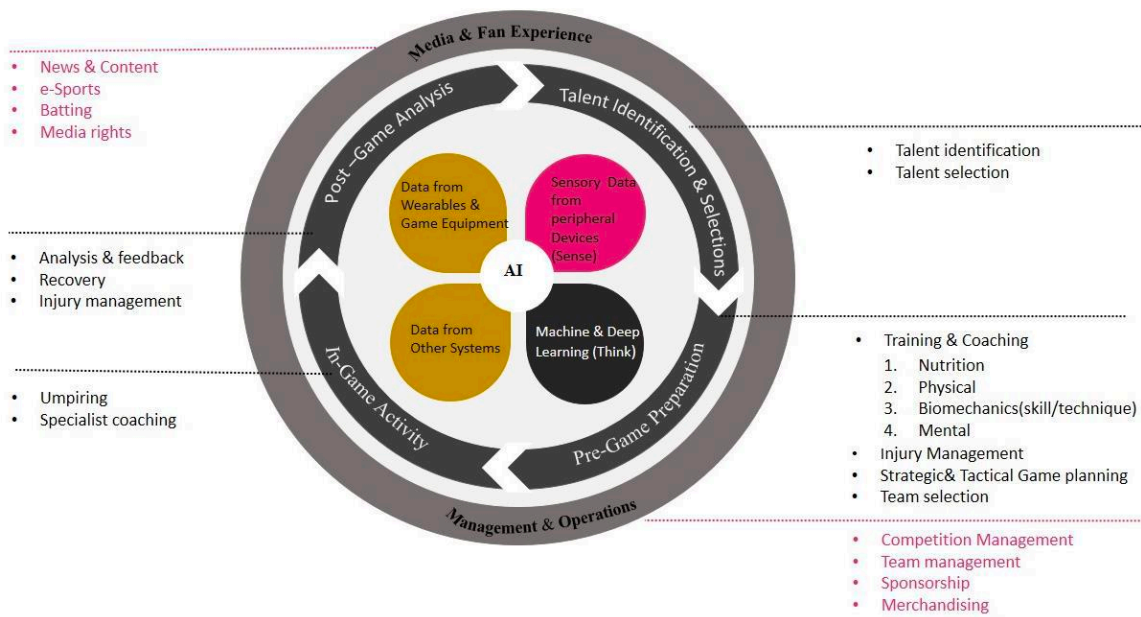 Media & Fan Experience
• News & Content
• e-Sports
• Batting
• Media rights
Post –Game Analysis
Talent Identification & Selections
• Talent identification
• Talent selection
Data from
Wearables &
Game Equipment
Sensory Data
from
peripheral
Devices
(Sense)
AI
• Analysis & feedback
• Recovery
• Injury management
Data from
Other Systems
Machine & Deep
Learning (Think)
In-Game Activity
Pre-Game Preparation
• Umpiring
• Specialist coaching
• Training & Coaching
1. Nutrition
2. Physical
3. Biomechanics(skill/technique)
4. Mental
• Injury Management
• Strategic& Tactical Game planning
• Team selection
Management & Operations
• Competition Management
• Team management
• Sponsorship
• Merchandising